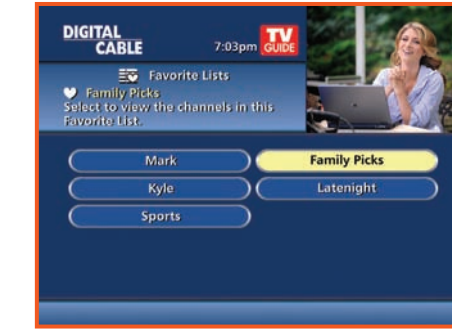 DIGITAL
CABLE
7:03pm
TV
GUIDE
Favorite Lists
Family Picks
Select to view the channels in this
Favorite List.
Mark
Family Picks
Kyle
Latenight
Sports